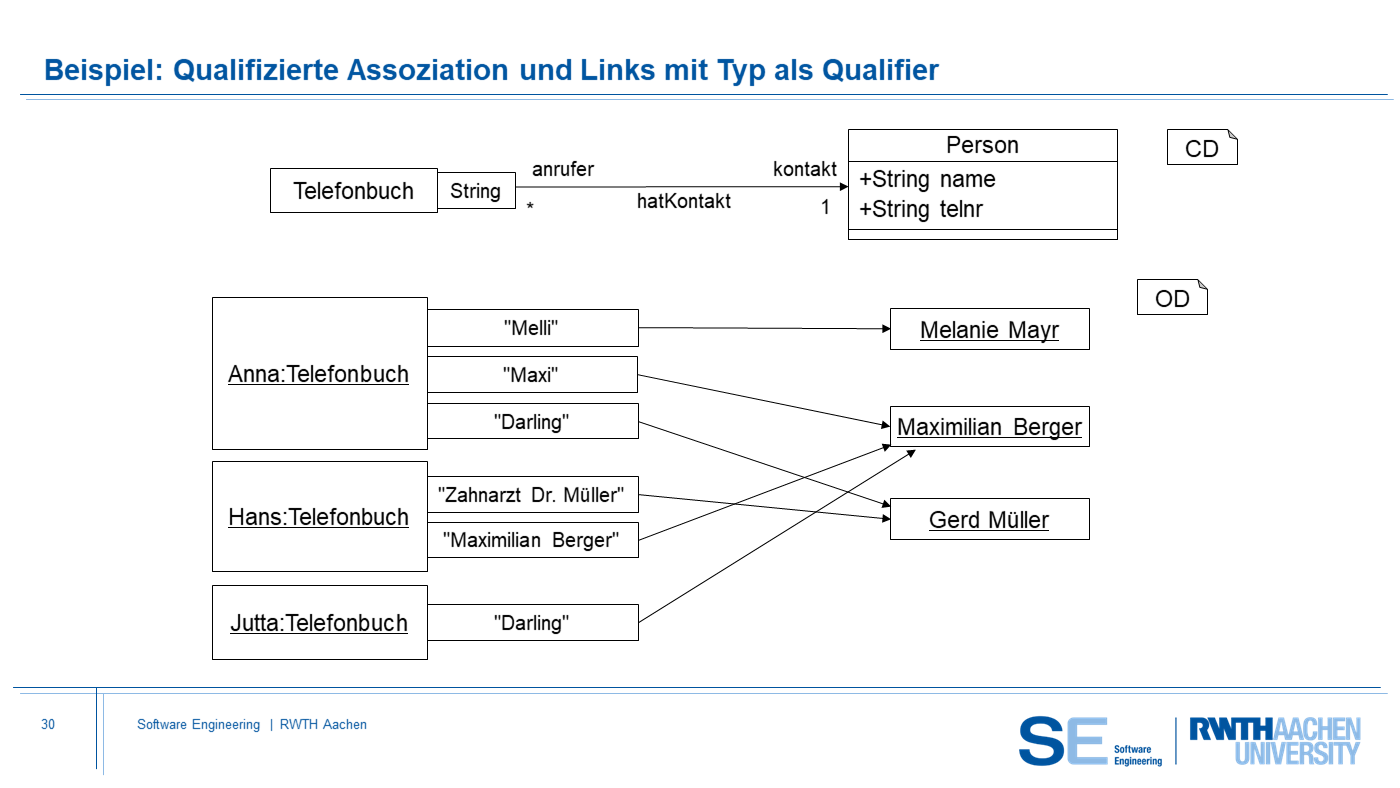 Beispiel: Qualifizierte Assoziation und Links mit Typ als Qualifier
Telefonbuch
String
anrufer
kontakt
*
hatKontakt
1
Person
+String name
+String telnr
CD
OD
Anna:Telefonbuch
"Melli"
"Maxi"
"Darling"
Melanie Mayr
Maximilian Berger
Hans:Telefonbuch
"Zahnarzt Dr. Müller"
"Maximilian Berger"
Gerd Müller
Jutta:Telefonbuch
"Darling"
30
Software Engineering | RWTH Aachen
SE
Software
Engineering
RWTHAACHEN
UNIVERSITY